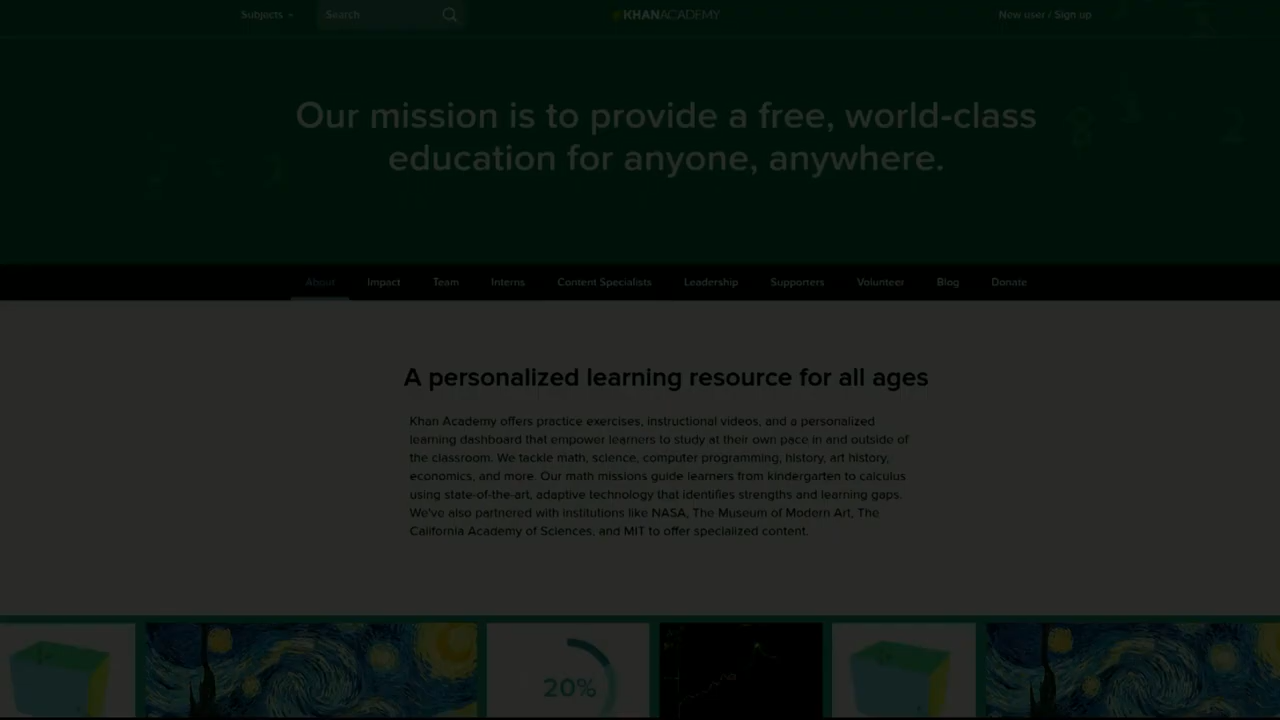 Subjects Search KHANACADEMY New user / Sign up
Our mission is to provide a free, world-class
education for anyone, anywhere.
About Impact Team Interns Content Specialists Leadership Supporters Volunteer Blog Donate
A personalized learning resource for all ages
Khan Academy offers practice exercises, instructional videos, and a personalized
learning dashboard that empower learners to study at their own pace in and outside of
the classroom. We tackle math, science, computer programming, history, art history,
economics, and more. Our math missions guide learners from kindergarten to calculus
using state-of-the-art, adaptive technology that identifies strengths and learning gaps.
We've also partnered with institutions like NASA, The Museum of Modern Art, The
California Academy of Sciences, and MIT to offer specialized content.
20%